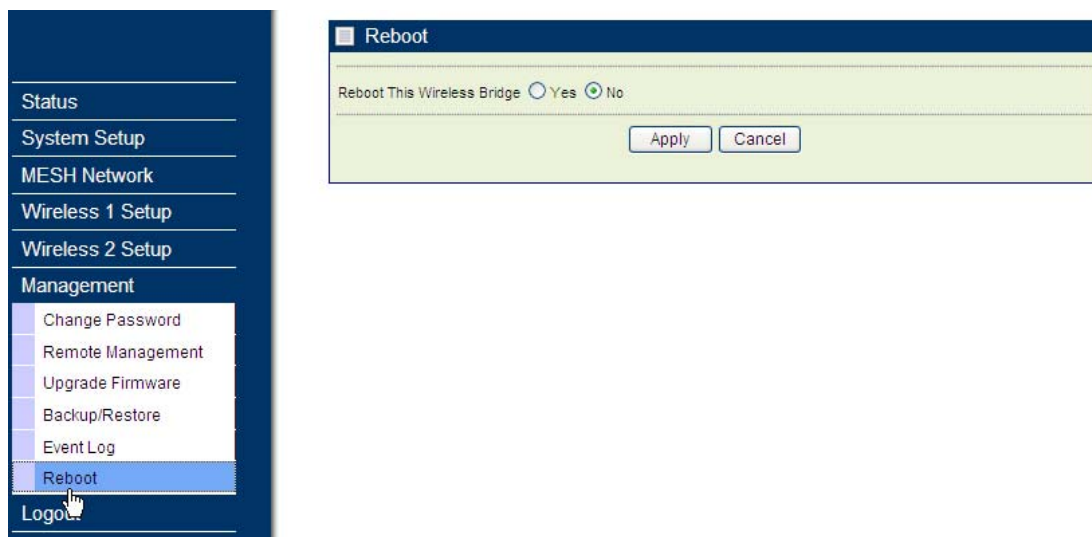 Status
System Setup
MESH Network
Wireless 1 Setup
Wireless 2 Setup
Management
Change Password
Remote Management
Upgrade Firmware
Backup/Restore
Event Log
Reboot
Logout
Reboot
Reboot This Wireless Bridge Yes No
Apply Cancel